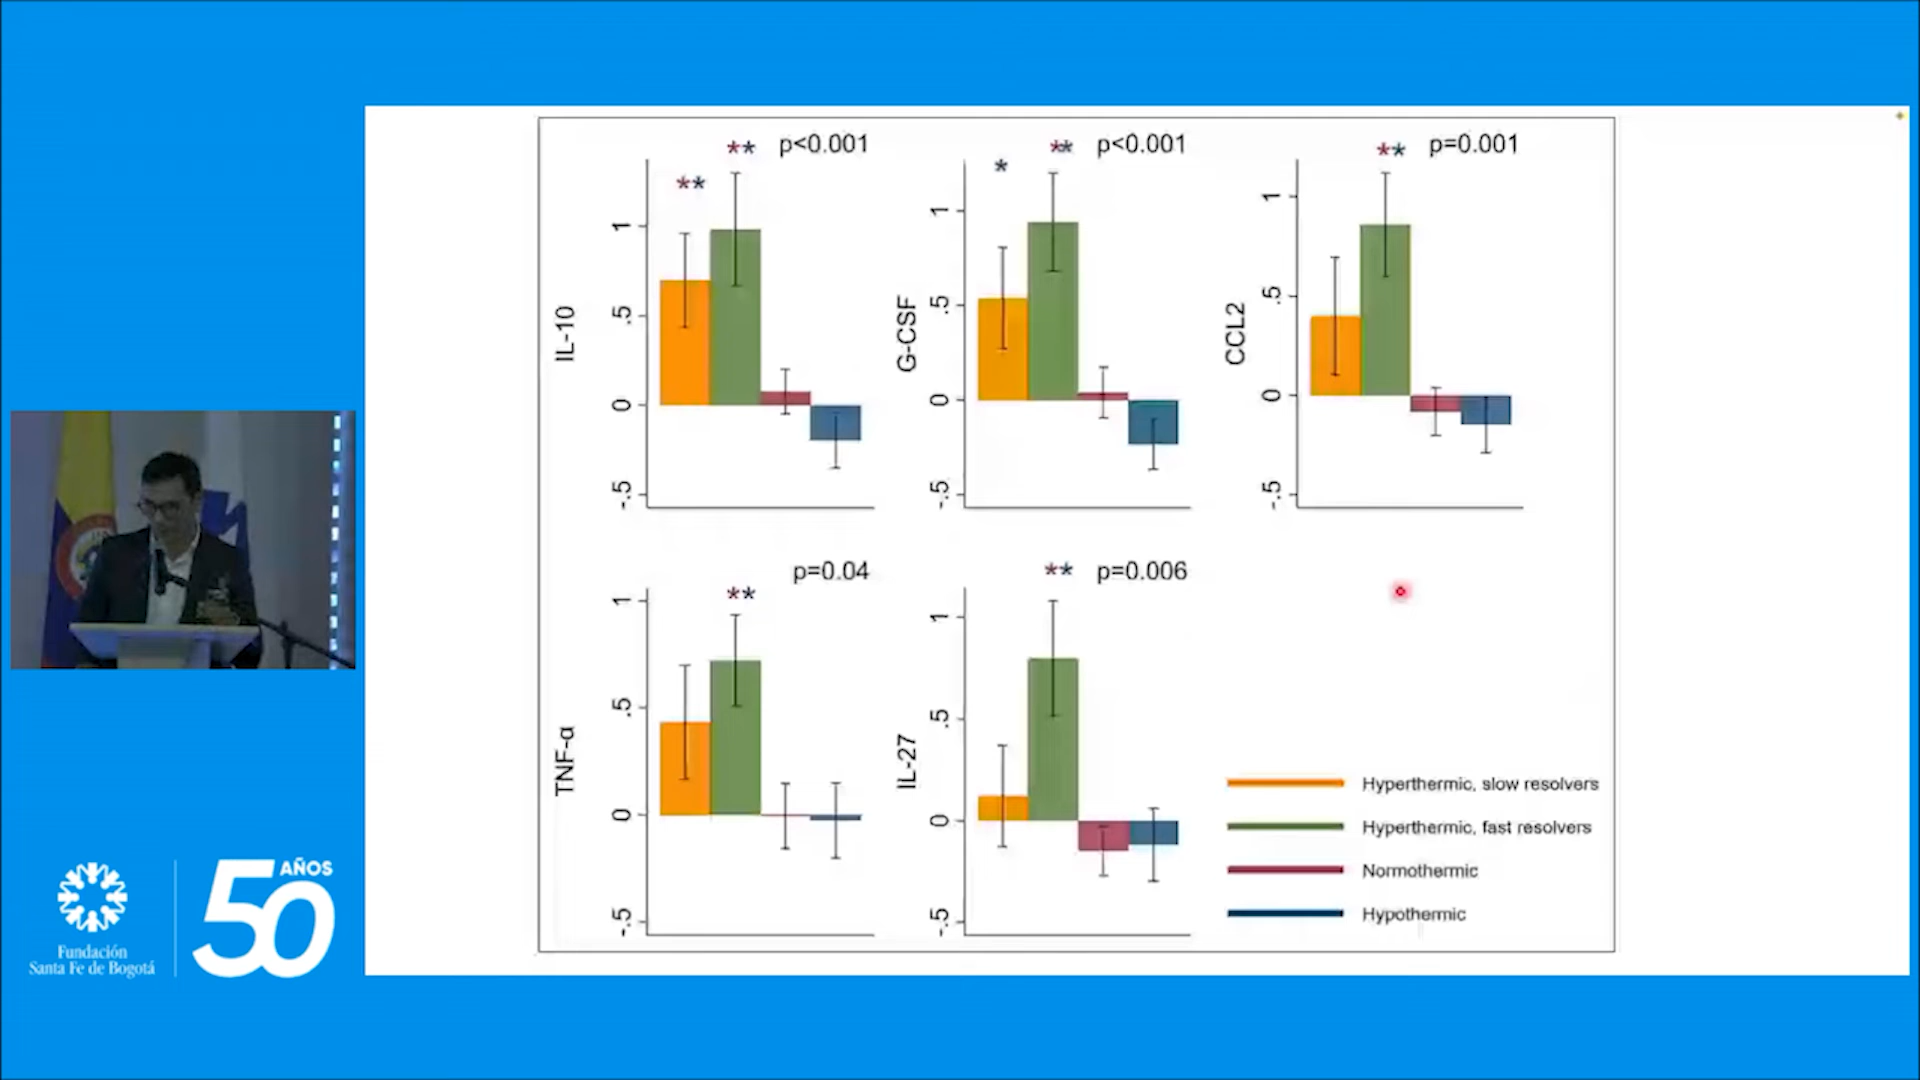 ** p<0.001
**
IL-10
1
.5
0
-.5
** p<0.001
*
G-CSF
1
.5
0
-.5
** p=0.001
CCL2
1
.5
0
-.5
p=0.04
**
TNF-α
1
.5
0
-.5
** p=0.006
IL-27
1
.5
0
-.5
Hyperthermic, slow resolvers
Hyperthermic, fast resolvers
Normothermic
Hypothermic
Fundación
Santa Fe de Bogotá
50 AÑOS